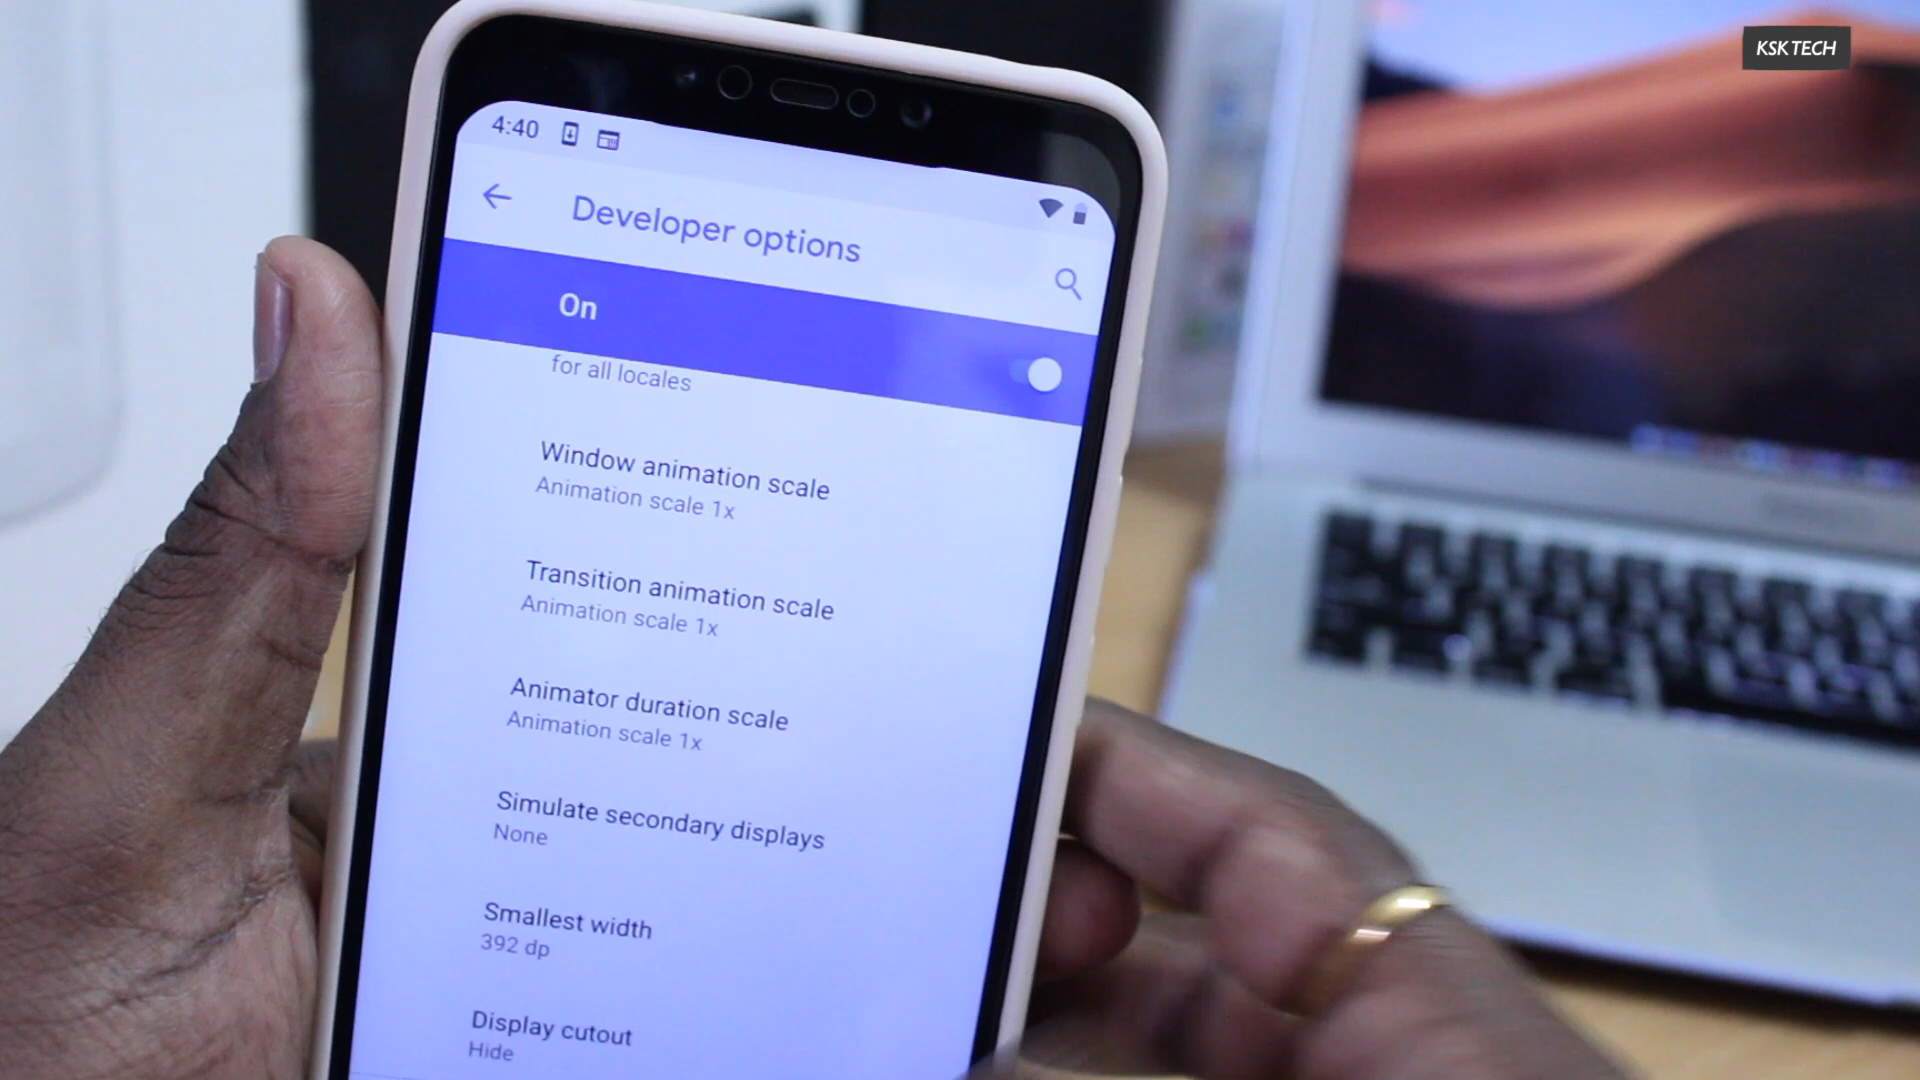 KSK TECH
4:40
Developer options
On
for all locales
Window animation scale
Animation scale 1x
Transition animation scale
Animation scale 1x
Animator duration scale
Animation scale 1x
Simulate secondary displays
None
Smallest width
392 dp
Display cutout
Hide